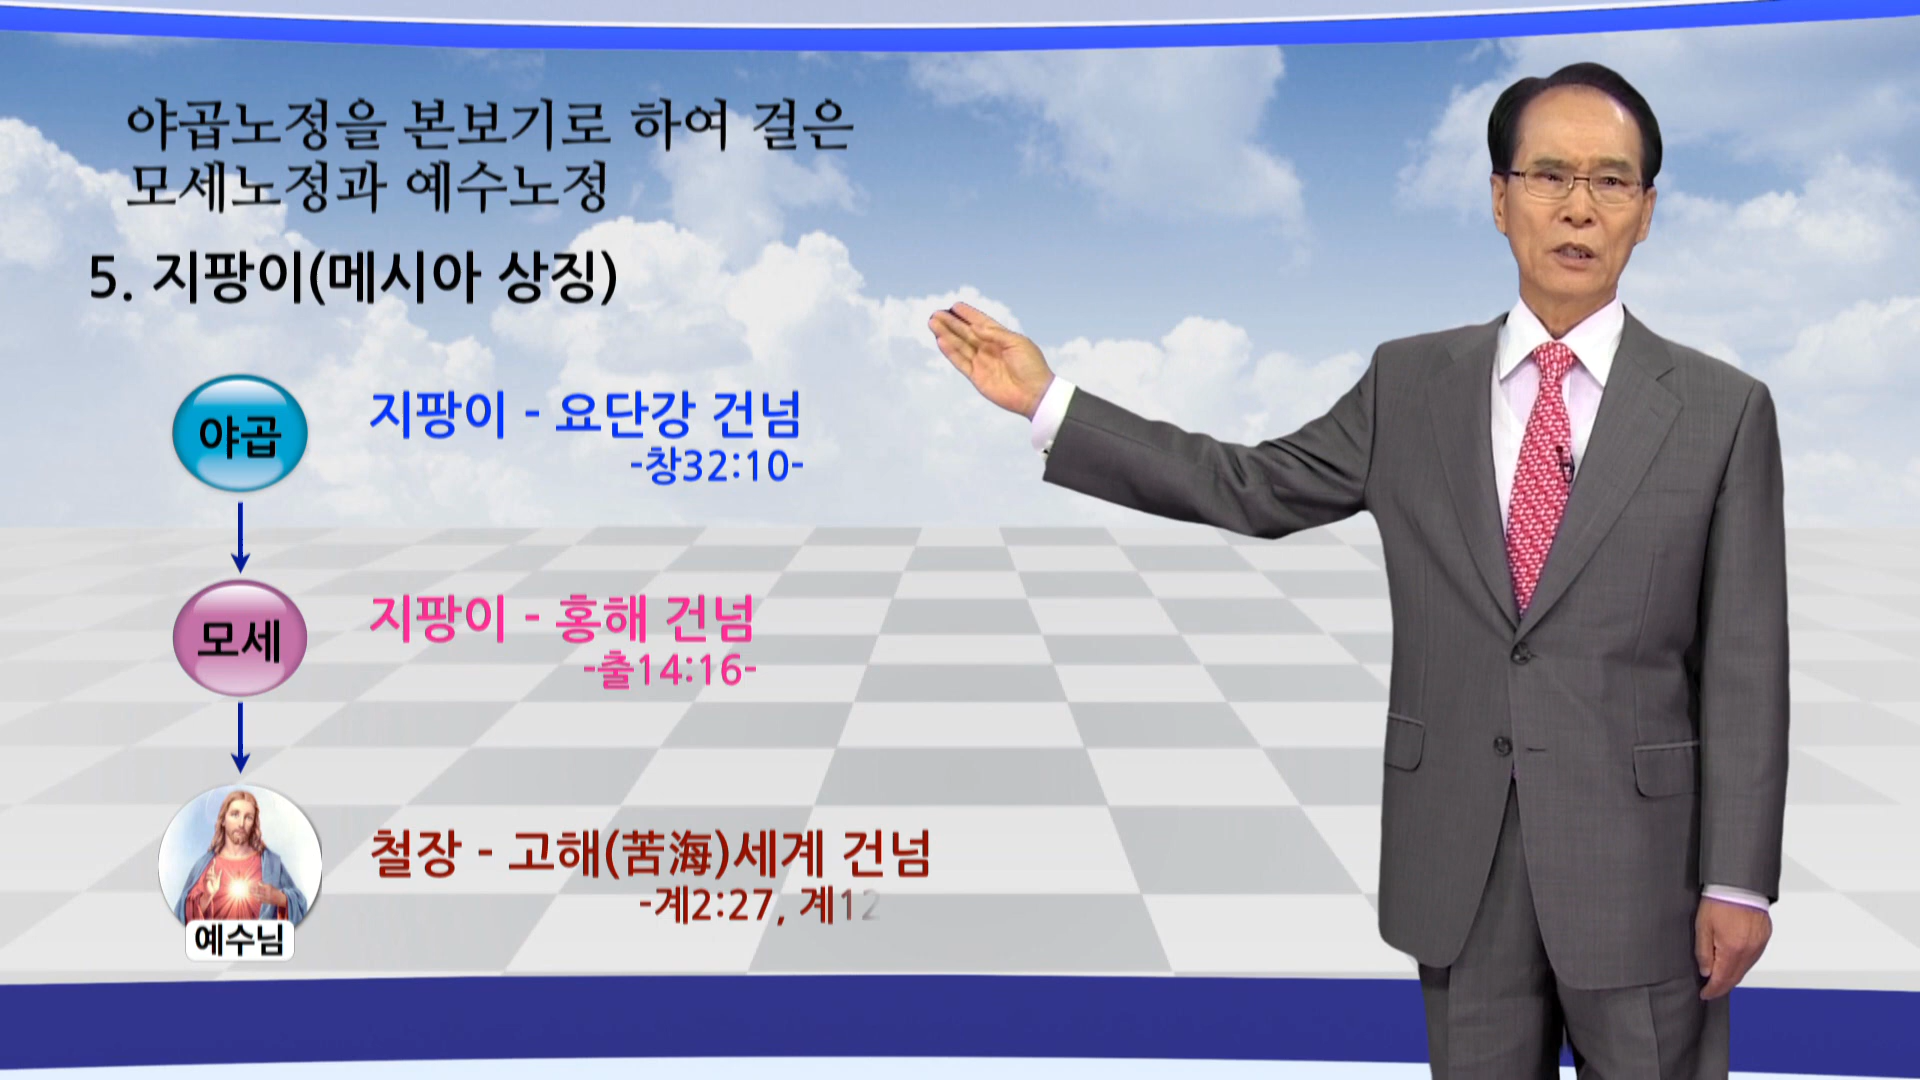 야곱노정을 본보기로 하여 걸은
모세노정과 예수노정
5. 지팡이(메시아 상징)
야곱
지팡이 - 요단강 건넘
-창32:10-
모세
지팡이 - 홍해 건넘
-출14:16-
철장 - 고해(苦海)세계 건넘
-계2:27, 계12
예수님